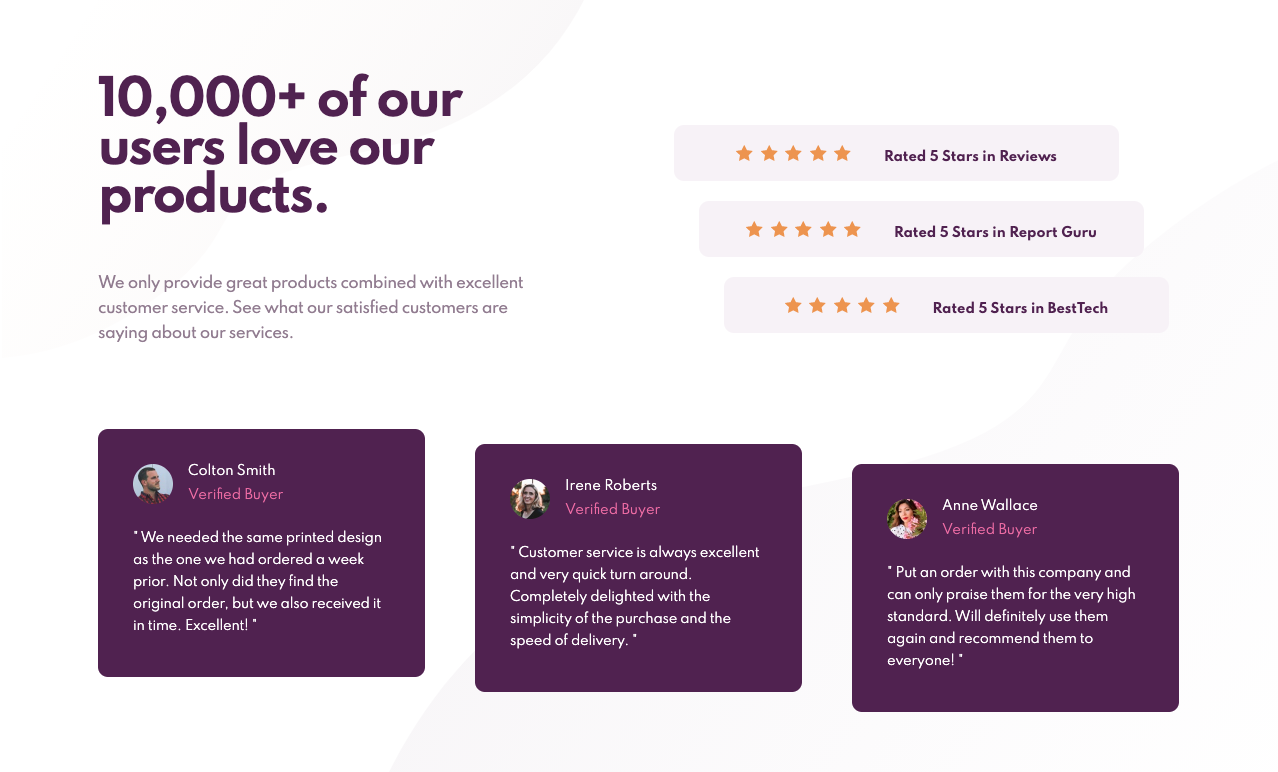 10,000+ of our
users love our
products.
We only provide great products combined with excellent
customer service. See what our satisfied customers are
saying about our services.
Rated 5 Stars in Reviews
Rated 5 Stars in Report Guru
Rated 5 Stars in BestTech
Colton Smith
Verified Buyer
" We needed the same printed design
as the one we had ordered a week
prior. Not only did they find the
original order, but we also received it
in time. Excellent! "
Irene Roberts
Verified Buyer
" Customer service is always excellent
and very quick turn around.
Completely delighted with the
simplicity of the purchase and the
speed of delivery. "
Anne Wallace
Verified Buyer
" Put an order with this company and
can only praise them for the very high
standard. Will definitely use them
again and recommend them to
everyone! "